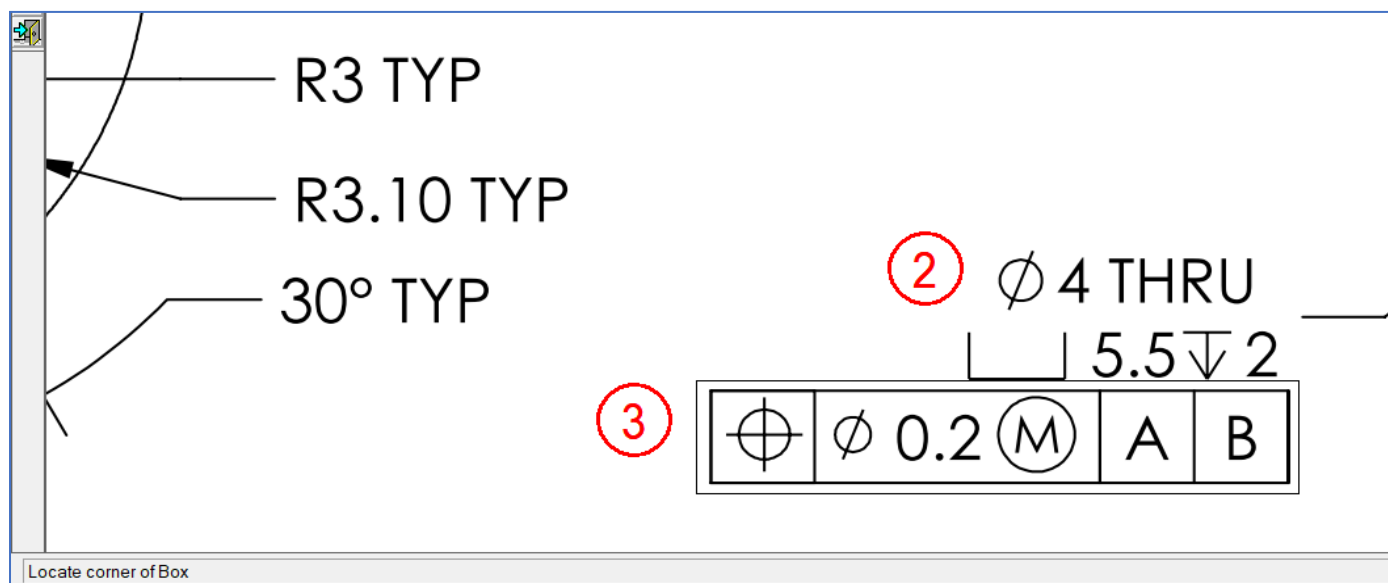 R3 TYP
R3.10 TYP
30° TYP
2
⌀4 THRU
⌴ 5.5↧2
3
⌖ ⌀ 0.2 Ⓜ A B
Locate corner of Box